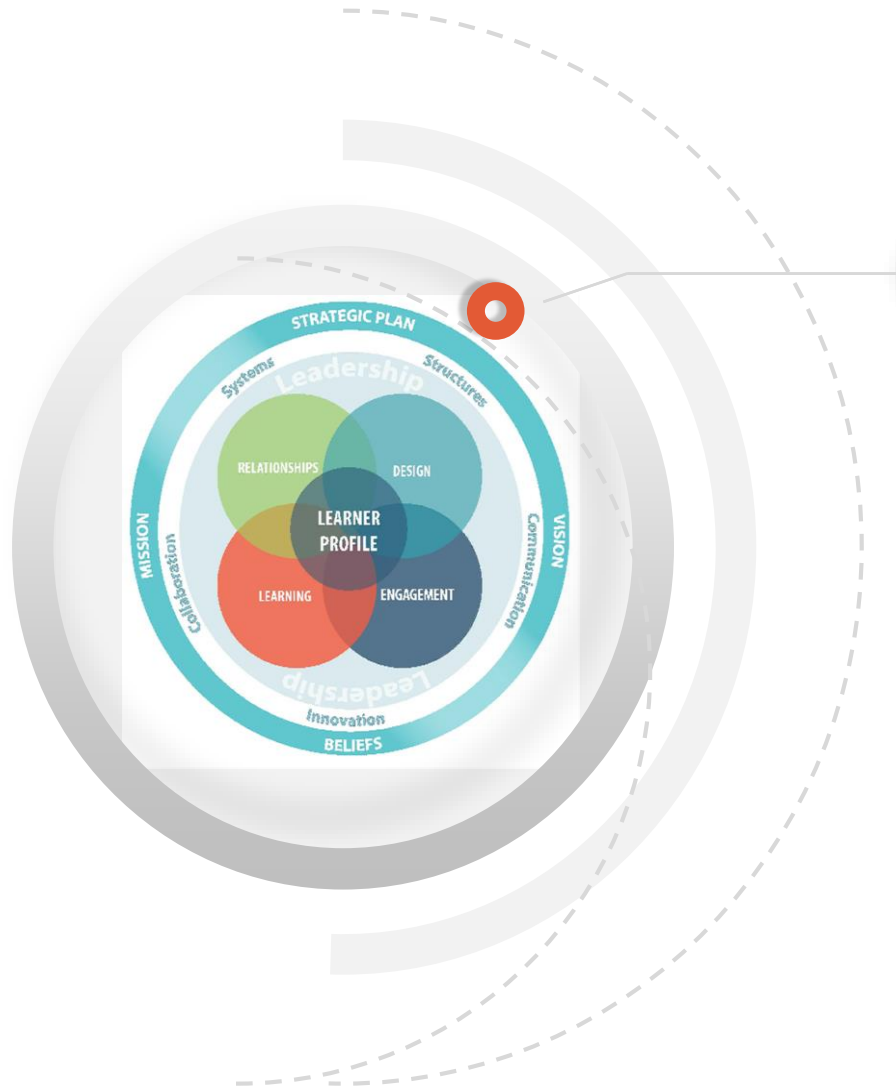 STRATEGIC PLAN
Systems
Structures
Leadership
RELATIONSHIPS
DESIGN
LEARNER
PROFILE
MISSION
VISION
Collaboration
Communication
LEARNING
ENGAGEMENT
Leadership
Innovation
BELIEFS